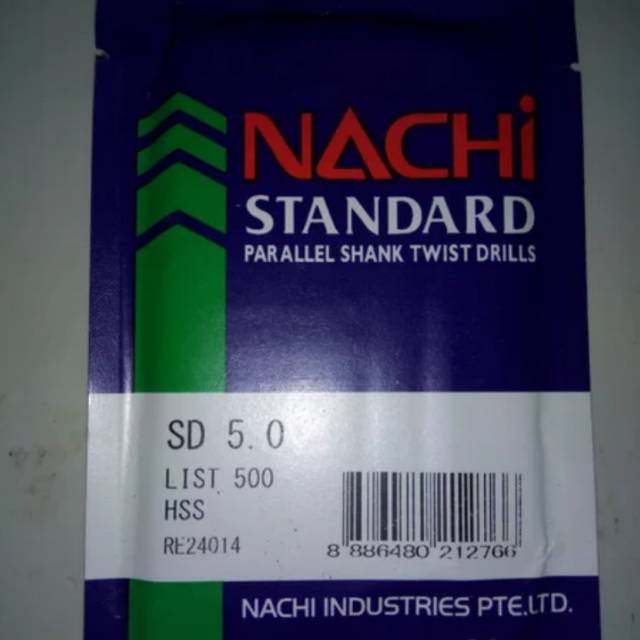 NACHi
STANDARD
PARALLEL SHANK TWIST DRILLS
SD 5.0
LIST 500
HSS
RE24014
8 886480 212766
NACHI INDUSTRIES PTE.LTD.